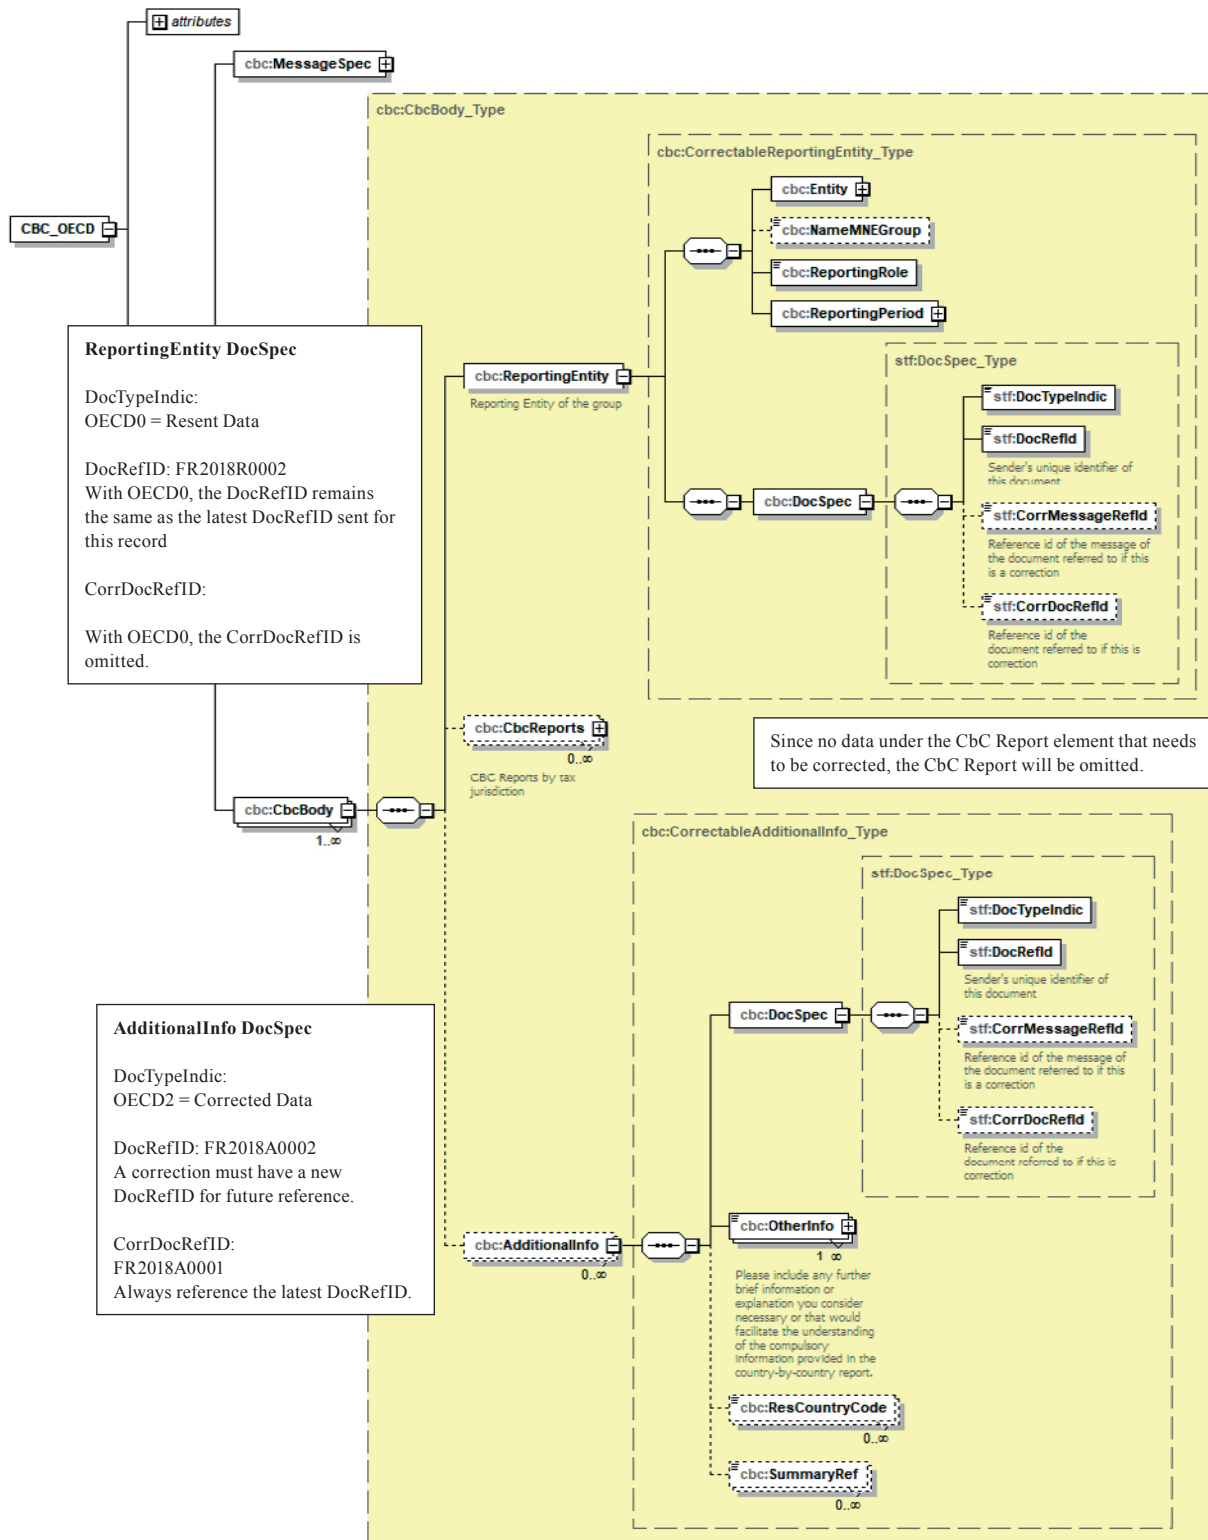 attributes
cbc:MessageSpec
cbc:CbcBody_Type
cbc:CorrectableReportingEntity_Type
cbc:Entity
cbc:NameMNEGroup
CBC_OECD
cbc:ReportingRole
cbc:ReportingPeriod
ReportingEntity DocSpec
DocTypeIndic:
OECD0 = Resent Data
DocRefID: FR2018R0002
With OECD0, the DocRefID remains
the same as the latest DocRefID sent for
this record
CorrDocRefID:
With OECD0, the CorrDocRefID is
omitted.
cbc:ReportingEntity
Reporting Entity of the group
stf:DocSpec_Type
stf:DocTypeIndic
stf:DocRefId
Sender's unique identifier of
this document
cbc:DocSpec
stf:CorrMessageRefId
Reference id of the message of
the document referred to if this
is a correction
stf:CorrDocRefId
Reference id of the
document referred to if this is
correction
cbc:CbcReports
0..∞
CBC Reports by tax
jurisdiction
Since no data under the CbC Report element that needs
to be corrected, the CbC Report will be omitted.
cbc:CbcBody
1..∞
cbc:CorrectableAdditionalInfo_Type
stf:DocSpec_Type
stf:DocTypeIndic
stf:DocRefId
Sender's unique identifier of
this document
cbc:DocSpec
stf:CorrMessageRefId
Reference id of the message of
the document referred to if this
is a correction
stf:CorrDocRefId
Reference id of the
document referred to if this is
correction
AdditionalInfo DocSpec
DocTypeIndic:
OECD2 = Corrected Data
DocRefID: FR2018A0002
A correction must have a new
DocRefID for future reference.
CorrDocRefID:
FR2018A0001
Always reference the latest DocRefID.
cbc:AdditionalInfo
0..∞
cbc:OtherInfo
1 ∞
Please include any further
brief information or
explanation you consider
necessary or that would
facilitate the understanding
of the compulsory
information provided in the
country-by-country report.
cbc:ResCountryCode
0..∞
cbc:SummaryRef
0..∞